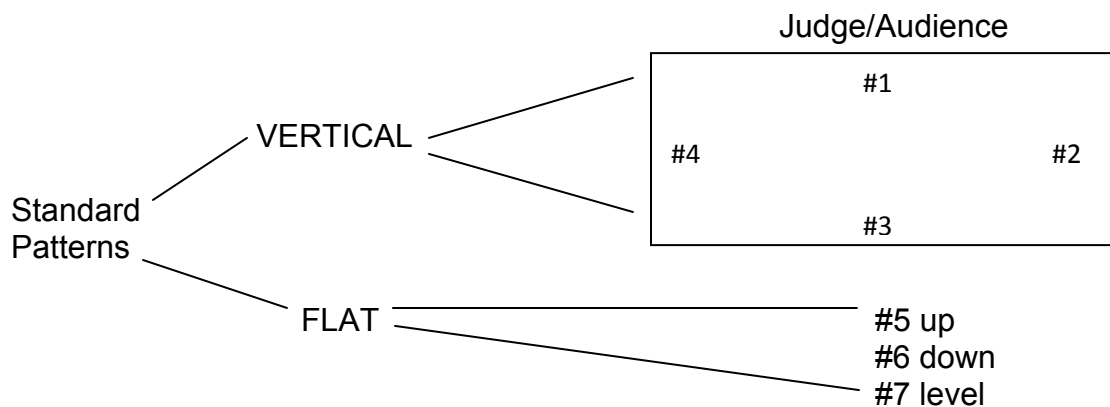 Judge/Audience
#1
VERTICAL
#4
#2
Standard
Patterns
#3
FLAT
#5 up
#6 down
#7 level